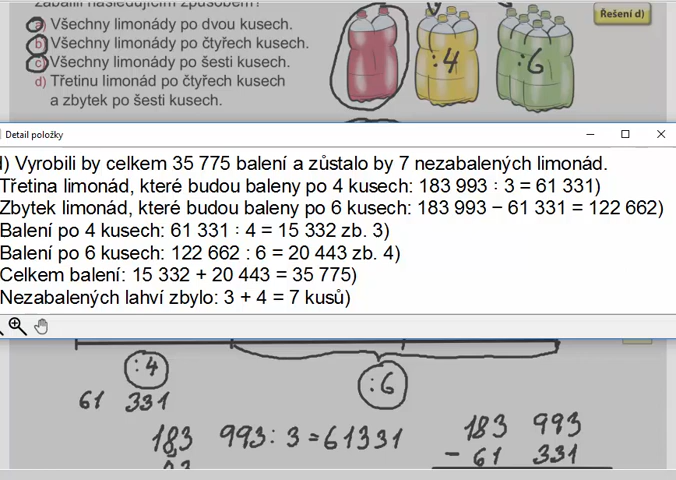 zabalili následujícím způsobem?
a) Všechny limonády po dvou kusech.
b) Všechny limonády po čtyřech kusech.
c) Všechny limonády po šesti kusech.
d) Třetinu limonád po čtyřech kusech
a zbytek po šesti kusech.
:4
:6
Řešení d)
Detail položky
d) Vyrobili by celkem 35 775 balení a zůstalo by 7 nezabalených limonád.
Třetina limonád, které budou baleny po 4 kusech: 183 993 : 3 = 61 331)
Zbytek limonád, které budou baleny po 6 kusech: 183 993 − 61 331 = 122 662)
Balení po 4 kusech: 61 331 : 4 = 15 332 zb. 3)
Balení po 6 kusech: 122 662 : 6 = 20 443 zb. 4)
Celkem balení: 15 332 + 20 443 = 35 775)
Nezabalených lahví zbylo: 3 + 4 = 7 kusů)
:4
:6
61 331
183 993 : 3 = 61331
183 993
- 61 331